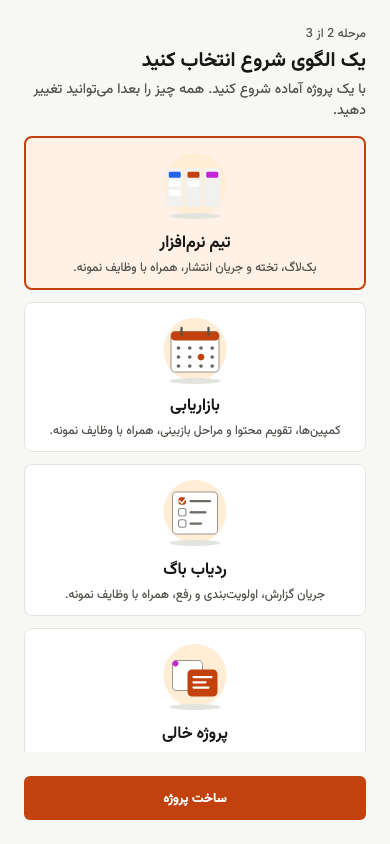 مرحله 2 از 3
یک الگوی شروع انتخاب کنید
با یک پروژه آماده شروع کنید. همه چیز را بعدا می‌توانید تغییر
دهید.
تیم نرم‌افزار
بک‌لاگ، تخته و جریان انتشار، همراه با وظایف نمونه.
بازاریابی
کمپین‌ها، تقویم محتوا و مراحل بازبینی، همراه با وظایف نمونه.
ردیاب باگ
جریان گزارش، اولویت‌بندی و رفع، همراه با وظایف نمونه.
پروژه خالی
ساخت پروژه